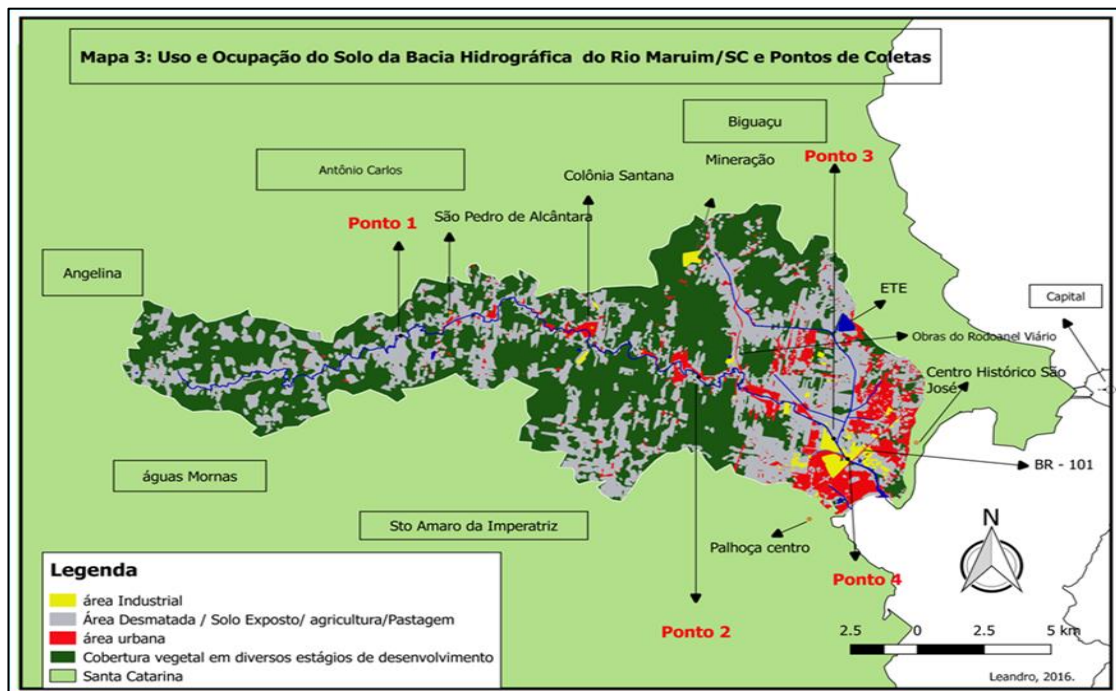 Mapa 3: Uso e Ocupação do Solo da Bacia Hidrográfica do Rio Maruim/SC e Pontos de Coletas
Biguaçu
Mineração
Ponto 3
Antônio Carlos
Colônia Santana
Ponto 1
São Pedro de Alcântara
Angelina
ETE
Capital
Obras do Rodoanel Viário
Centro Histórico São
José
BR - 101
águas Mornas
Sto Amaro da Imperatriz
Palhoça centro
N
Ponto 4
Ponto 2
Legenda
área Industrial
Área Desmatada / Solo Exposto/ agricultura/Pastagem
área urbana
Cobertura vegetal em diversos estágios de desenvolvimento
Santa Catarina
2.5 0 2.5 5 km
Leandro, 2016.